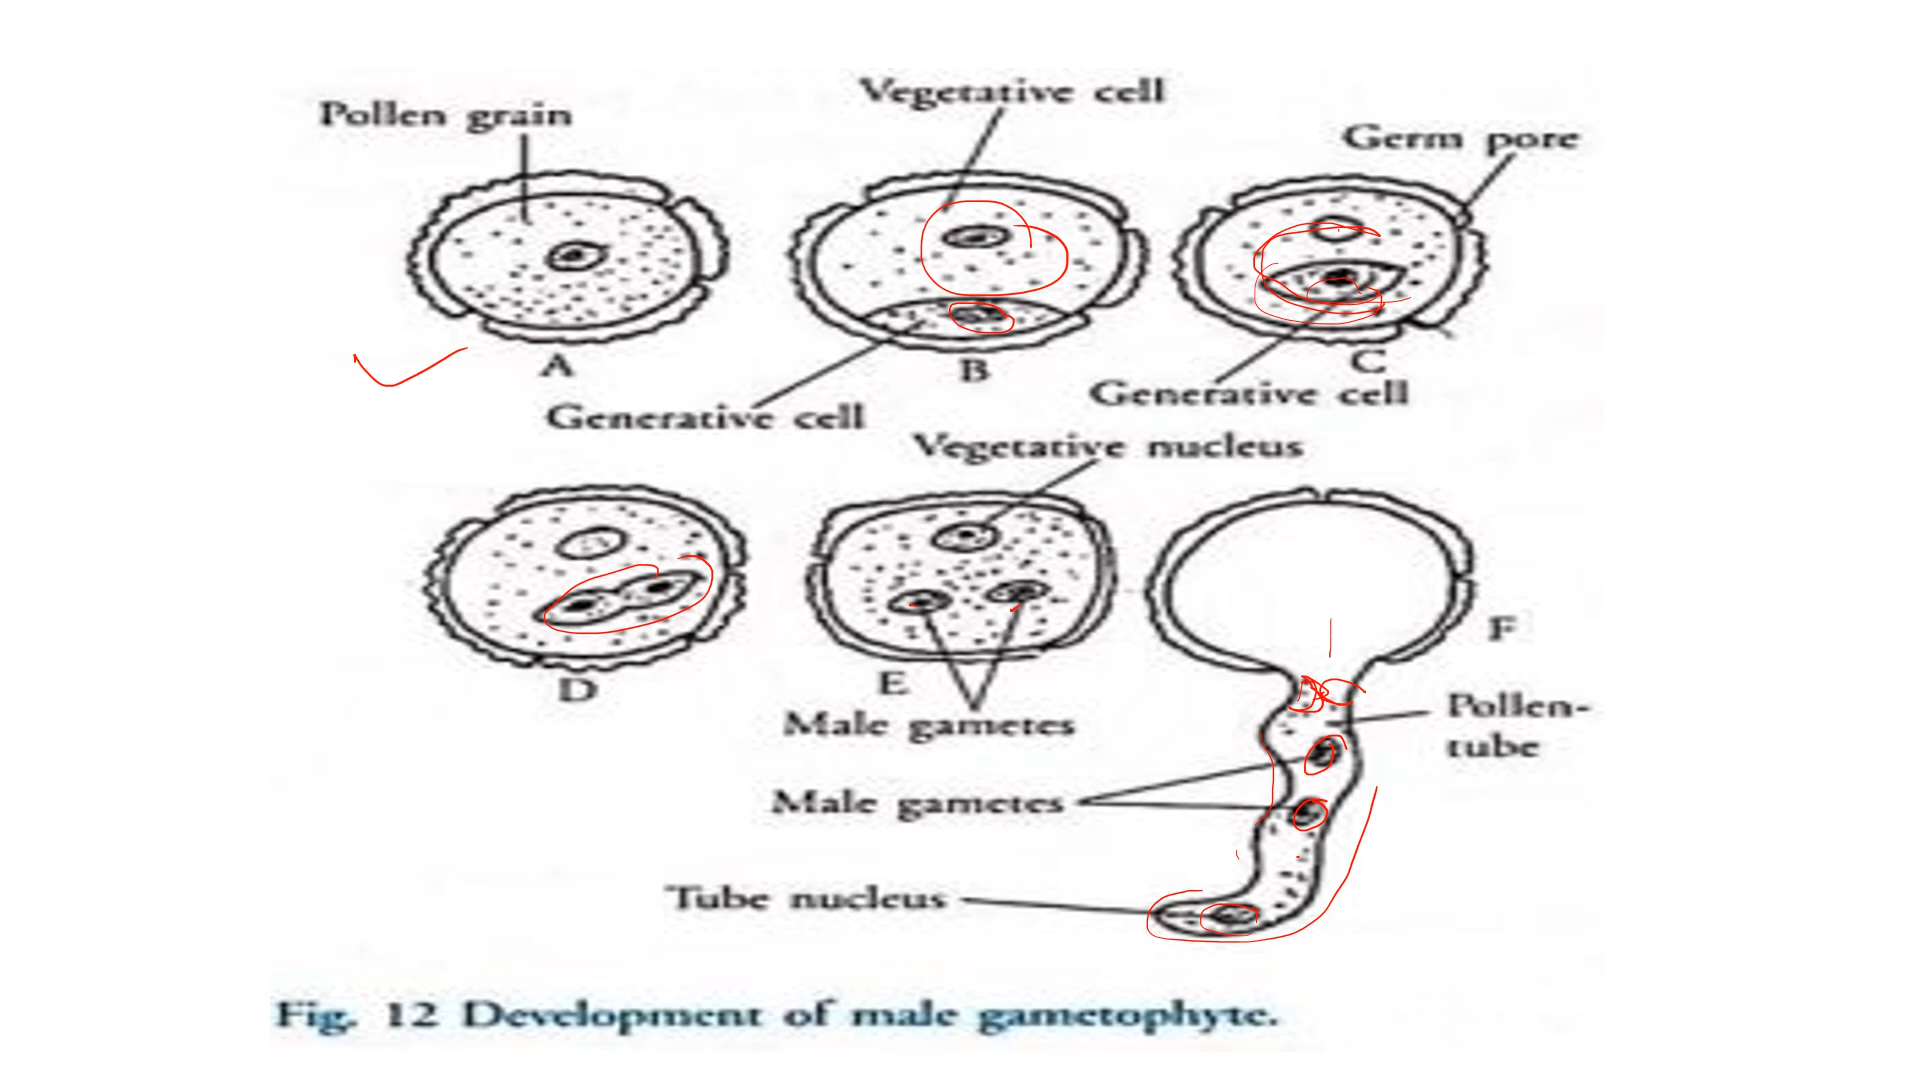 Vegetative cell
Pollen grain
Germ pore
A
B
C
Generative cell
Generative cell
Vegetative nucleus
D
E
F
Male gametes
Pollen-
tube
Male gametes
Tube nucleus
Fig. 12 Development of male gametophyte.